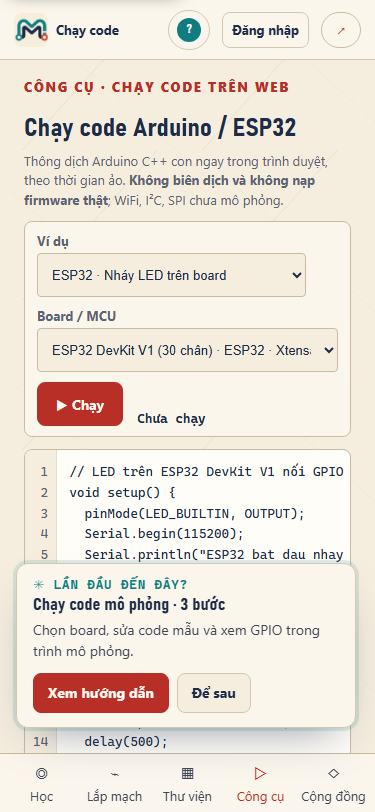 Chạy code
?
Đăng nhập
CÔNG CỤ · CHẠY CODE TRÊN WEB
Chạy code Arduino / ESP32
Thông dịch Arduino C++ con ngay trong trình duyệt,
theo thời gian ảo. Không biên dịch và không nạp
firmware thật; WiFi, I²C, SPI chưa mô phỏng.
Ví dụ
ESP32 · Nháy LED trên board
Board / MCU
ESP32 DevKit V1 (30 chân) · ESP32 · Xtens
Chạy
Chưa chạy
1 // LED trên ESP32 DevKit V1 nối GPIO
2 void setup() {
3 pinMode(LED_BUILTIN, OUTPUT);
4 Serial.begin(115200);
5 Serial.println("ESP32 bat dau nhay
LẦN ĐẦU ĐẾN ĐÂY?
Chạy code mô phỏng · 3 bước
Chọn board, sửa code mẫu và xem GPIO trong
trình mô phỏng.
Xem hướng dẫn
Để sau
14 delay(500);
Học
Lắp mạch
Thư viện
Công cụ
Cộng đồng